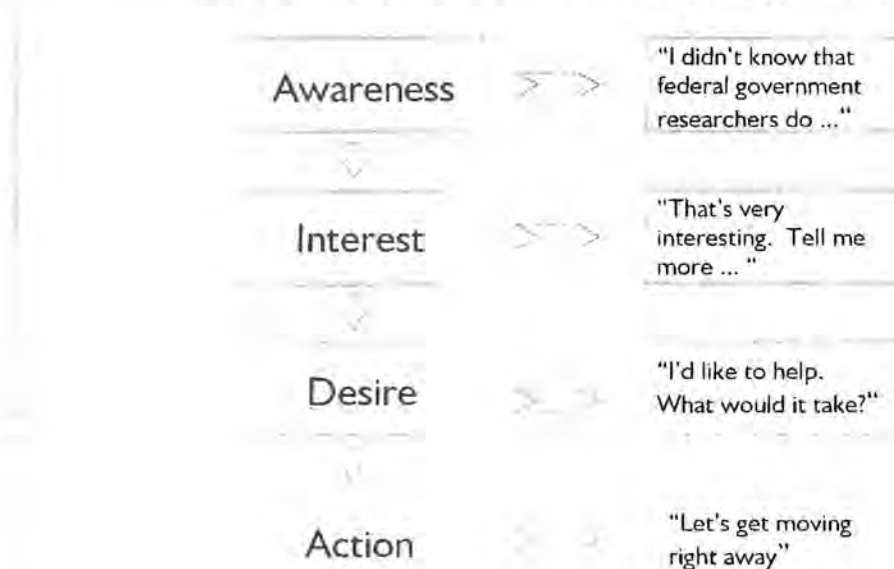 Awareness
"I didn't know that
federal government
researchers do ..."
Interest
"That's very
interesting. Tell me
more ... "
Desire
"I'd like to help.
What would it take?"
Action
"Let's get moving
right away"